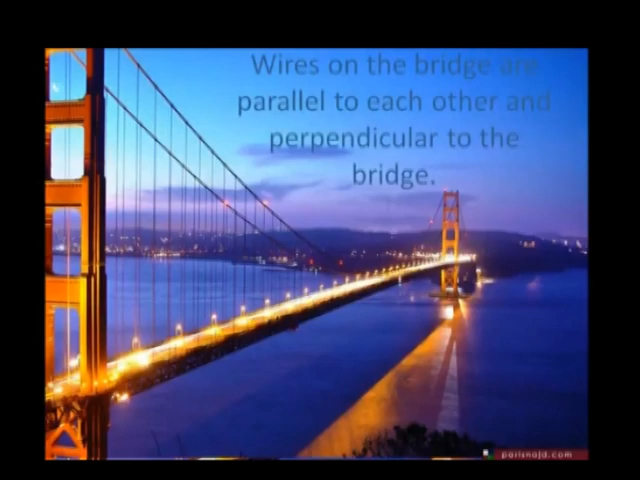 Wires on the bridge are
parallel to each other and
perpendicular to the
bridge.